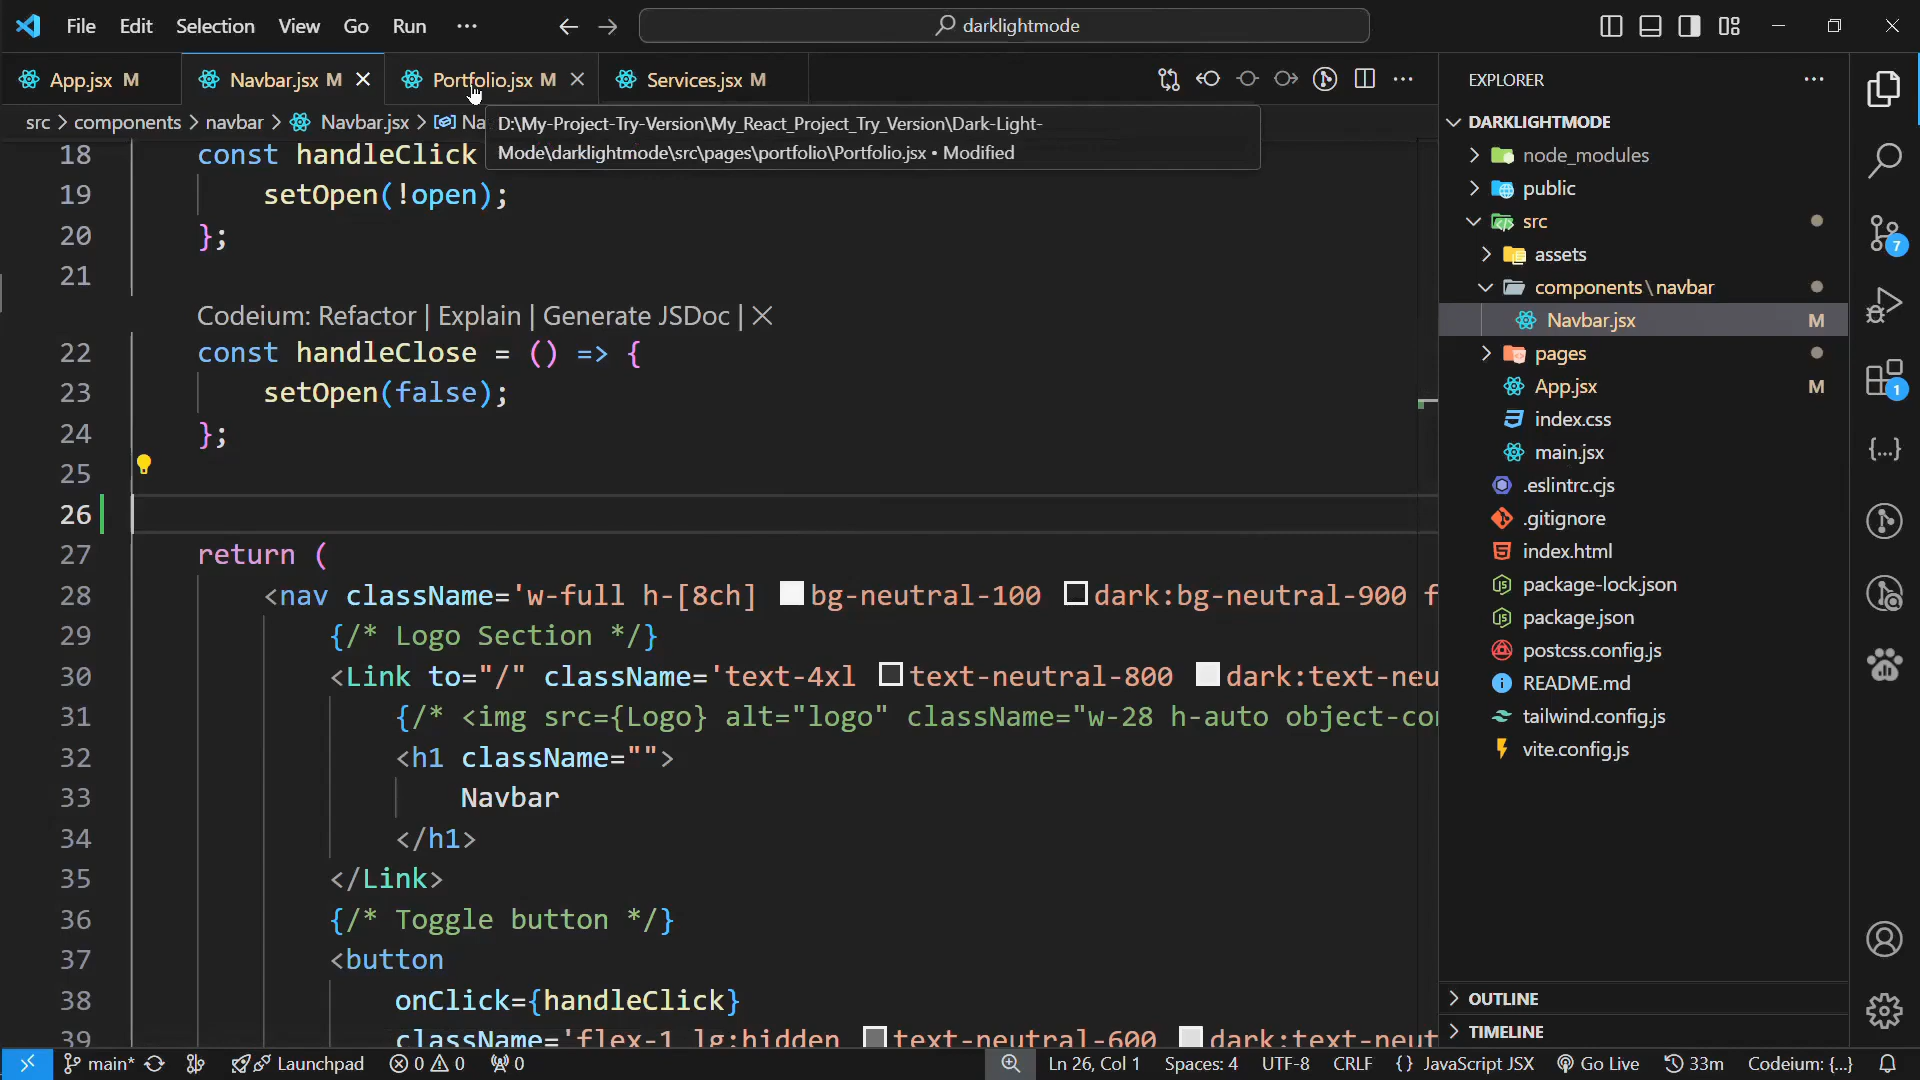 File Edit Selection View Go Run ··· darklightmode
App.jsx M Navbar.jsx M Portfolio.jsx M Services.jsx M
src > components > navbar > Navbar.jsx > Na
D:\My-Project-Try-Version\My_React_Project_Try_Version\Dark-Light-
Mode\darklightmode\src\pages\portfolio\Portfolio.jsx • Modified
18 const handleClick
19 setOpen(!open);
20 };
21
Codeium: Refactor | Explain | Generate JSDoc | ×
22 const handleClose = () => {
23 setOpen(false);
24 };
25
26
27 return (
28 <nav className='w-full h-[8ch] bg-neutral-100 dark:bg-neutral-900 f
29 {/* Logo Section */}
30 <Link to="/" className='text-4xl text-neutral-800 dark:text-neu
31 {/* <img src={Logo} alt="logo" className="w-28 h-auto object-co
32 <h1 className="">
33 Navbar
34 </h1>
35 </Link>
36 {/* Toggle button */}
37 <button
38 onClick={handleClick}
39 className='flex-1 lg:hidden text-neutral-600 dark:text-neut
EXPLORER
DARKLIGHTMODE
node_modules
public
src
assets
components\navbar
Navbar.jsx M
pages
App.jsx M
index.css
main.jsx
.eslintrc.cjs
.gitignore
index.html
package-lock.json
package.json
postcss.config.js
README.md
tailwind.config.js
vite.config.js
OUTLINE
TIMELINE
7
1
main* Launchpad 0 0 0 Ln 26, Col 1 Spaces: 4 UTF-8 CRLF {} JavaScript JSX Go Live 33m Codeium: {...}